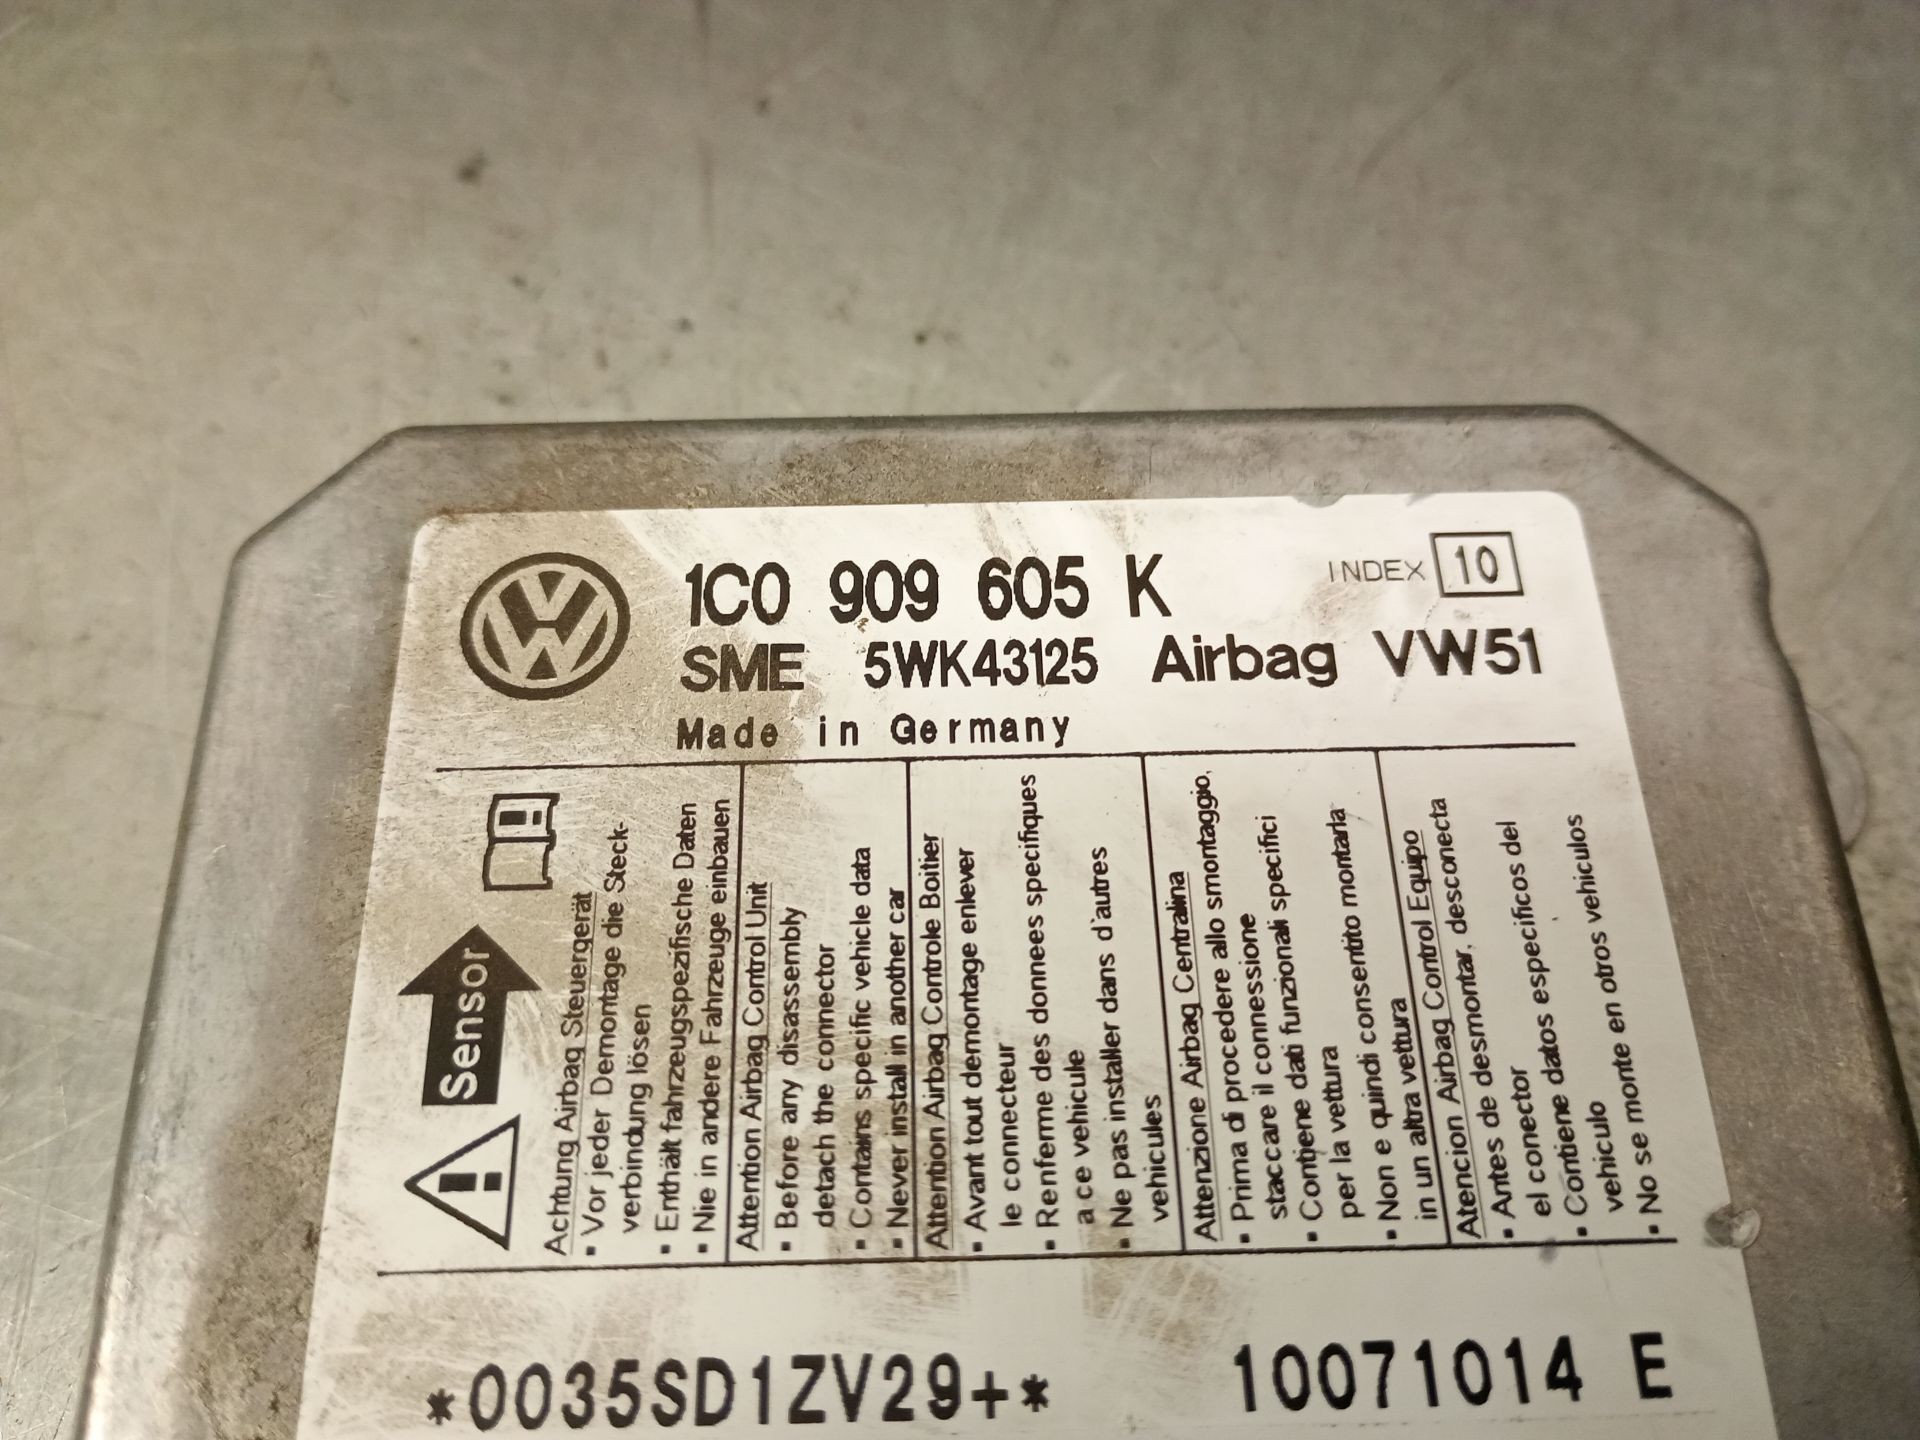 1C0 909 605 K
INDEX 10
SME 5WK43125 Airbag VW51
Made in Germany
Sensor
Achtung Airbag Steuergerät
▪ Vor jeder Demontage die Steck-
verbindung lösen
▪ Enthält fahrzeugspezifische Daten
▪ Nie in andere Fahrzeuge einbauen
Attention Airbag Control Unit
▪ Before any disassembly
detach the connector
▪ Contains specific vehicle data
▪ Never install in another car
Attention Airbag Controle Boitier
▪ Avant tout demontage enlever
le connecteur
▪ Renferme des donnees specifiques
a ce vehicule
▪ Ne pas installer dans d`autres
vehicules
Attenzione Airbag Centralina
▪ Prima di procedere allo smontaggio,
staccare il connessione
▪ Contiene dati funzionali specifici
per la vettura
▪ Non e quindi consentito montarla
in un altra vettura
Atencion Airbag Control Equipo
▪ Antes de desmontar, desconecta
el conector
▪ Contiene datos especificos del
vehiculo
▪ No se monte en otros vehiculos
*0035SD1ZV29+* 10071014 E